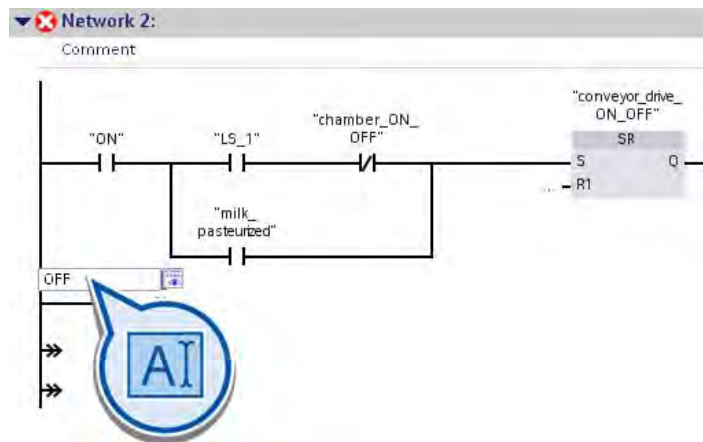 Network 2:
Comment
"conveyor_drive_
ON_OFF"
"chamber_ON_
OFF"
"ON"
"LS_1"
SR
S
Q
... R1
"milk_
pasteurized"
OFF
...
A